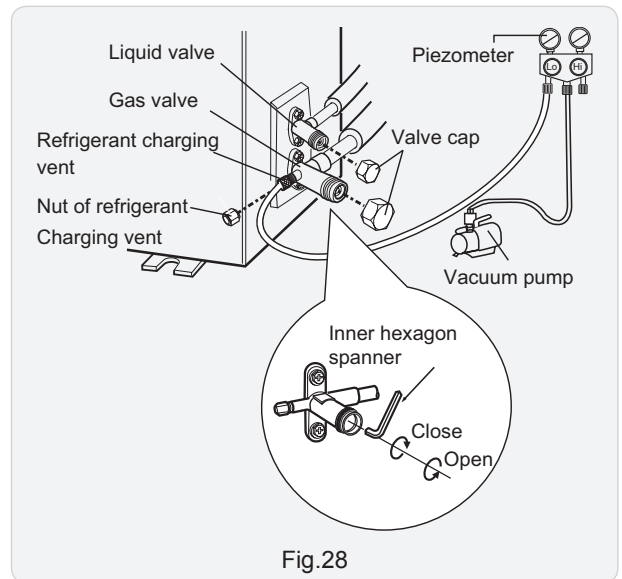 Liquid valve
Gas valve
Refrigerant charging
vent
Nut of refrigerant
Charging vent
Piezometer
Lo
Hi
Valve cap
Vacuum pump
Inner hexagon
spanner
Close
Open
Fig.28